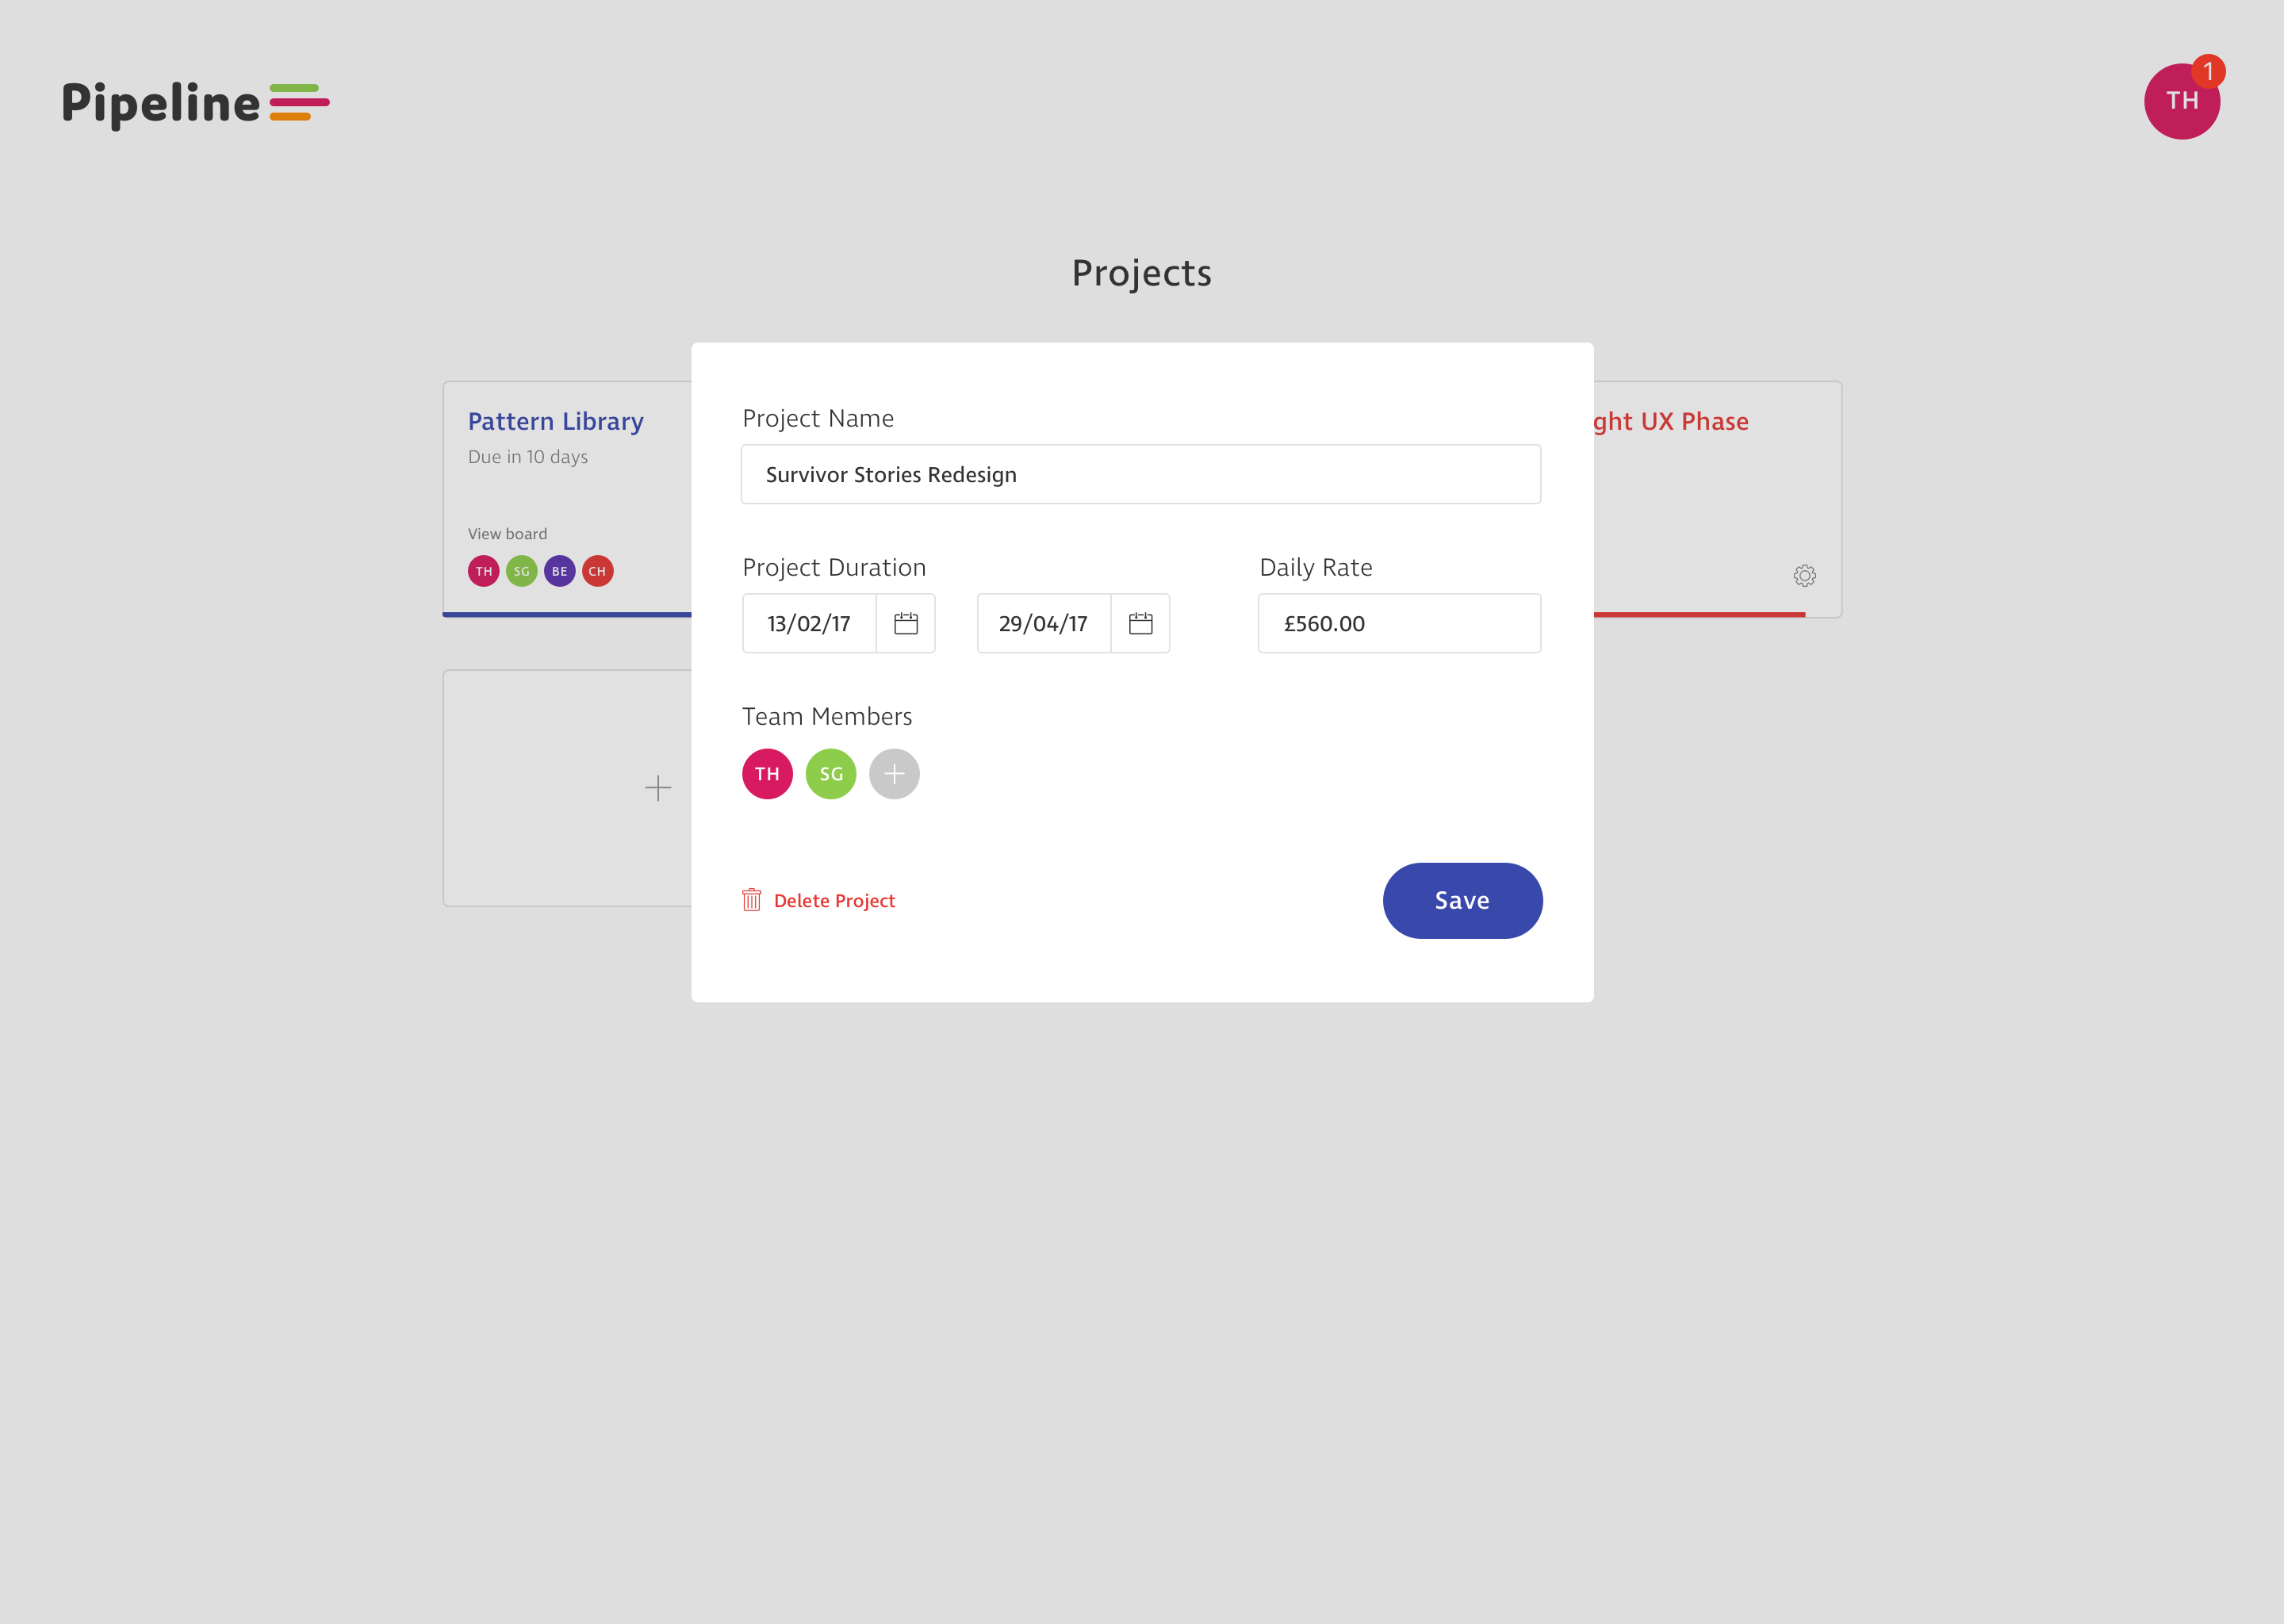 Pipeline
TH
1
Projects
Pattern Library
Due in 10 days
View board
TH SG BE CH
ght UX Phase
Project Name
Survivor Stories Redesign
Project Duration
Daily Rate
13/02/17
29/04/17
£560.00
Team Members
TH SG
Delete Project
Save